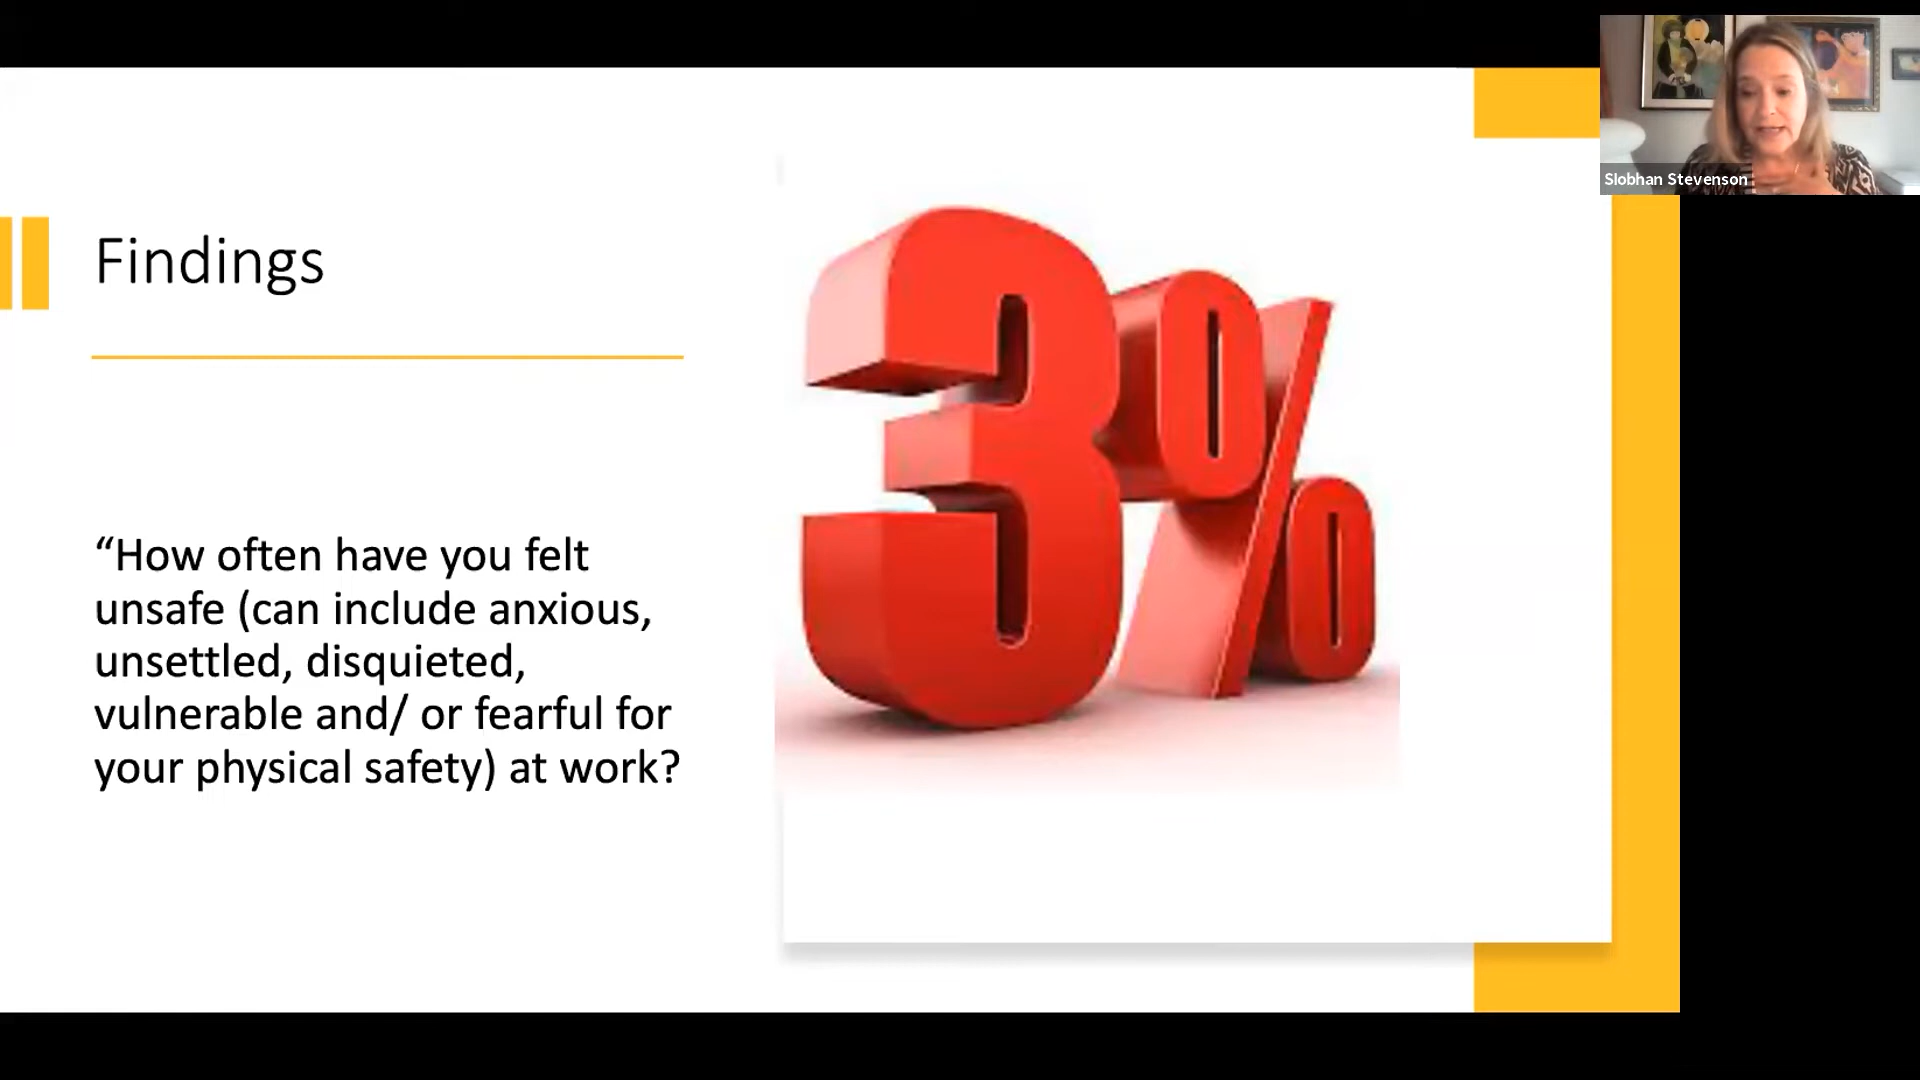 Slobhan Stevenson
Findings
“How often have you felt
unsafe (can include anxious,
unsettled, disquieted,
vulnerable and/ or fearful for
your physical safety) at work?
3%